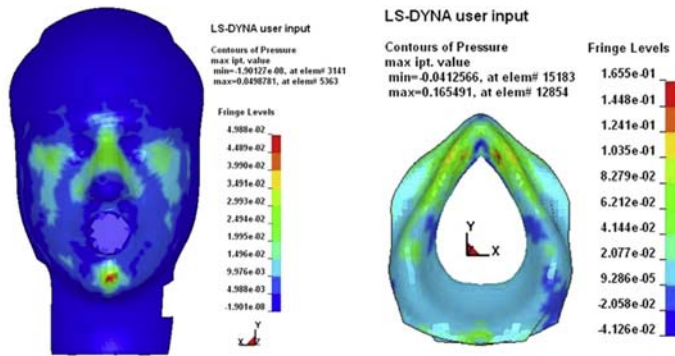 LS-DYNA user input
Contours of Pressure
max ipt. value
min=-1.90127e-08, at elem# 3141
max=0.0498781, at elem# 5363
Fringe Levels
4.988e-02
4.489e-02
3.990e-02
3.491e-02
2.993e-02
2.494e-02
1.995e-02
1.496e-02
9.976e-03
4.988e-03
-1.901e-08
Y
X Z
LS-DYNA user input
Contours of Pressure
max ipt. value
min=-0.0412566, at elem# 15183
max=0.165491, at elem# 12854
Fringe Levels
1.655e-01
1.448e-01
1.241e-01
1.035e-01
8.279e-02
6.212e-02
4.144e-02
2.077e-02
9.286e-05
-2.058e-02
-4.126e-02
Y
X